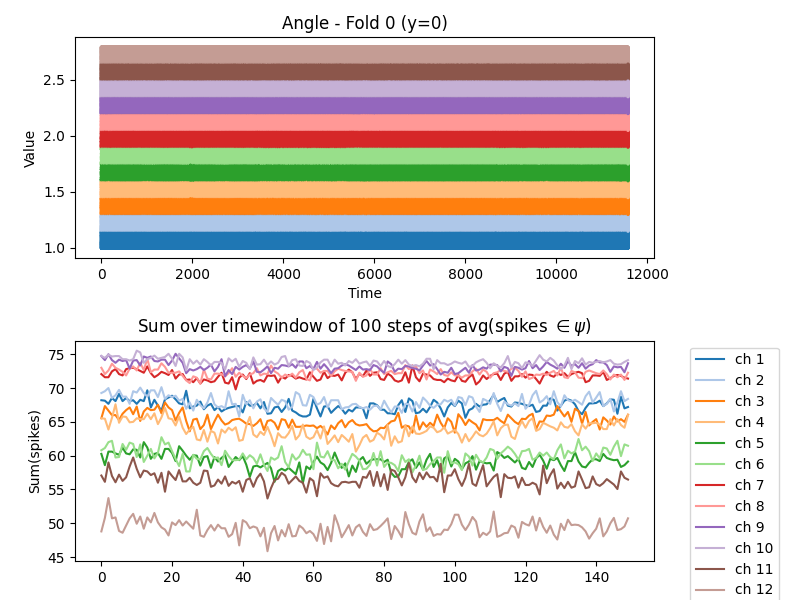 Angle - Fold 0 (y=0)
2.5
2.0
1.5
1.0
Value
0 2000 4000 6000 8000 10000 12000
Time
Sum over timewindow of 100 steps of avg(spikes ∈ ψ)
75
70
65
60
55
50
45
Sum(spikes)
0 20 40 60 80 100 120 140
ch 1
ch 2
ch 3
ch 4
ch 5
ch 6
ch 7
ch 8
ch 9
ch 10
ch 11
ch 12